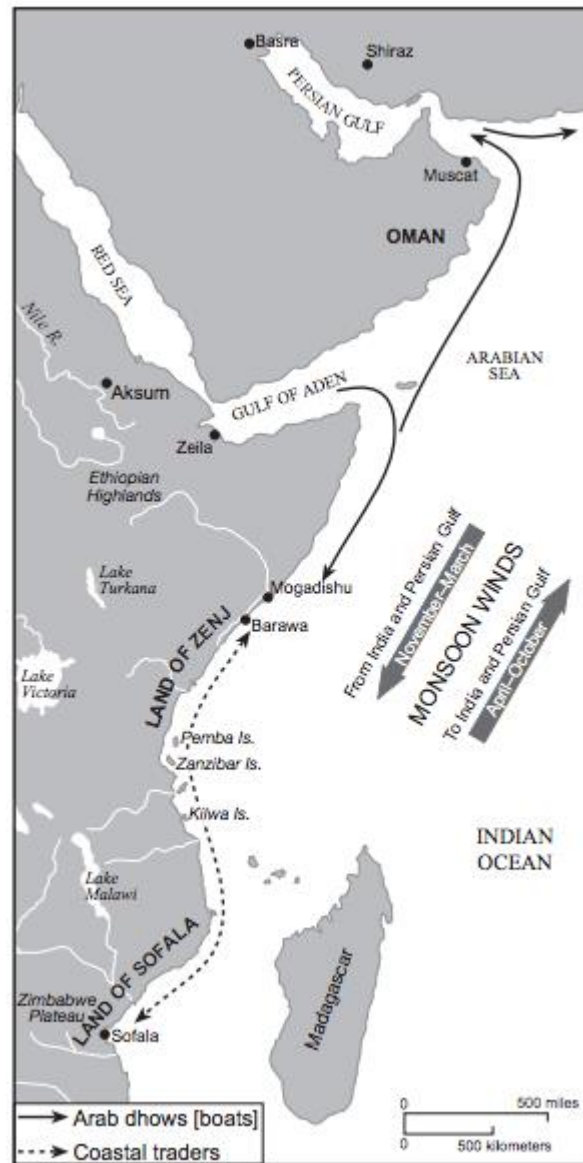 Basre
Shiraz
PERSIAN GULF
Muscat
OMAN
RED SEA
Nile R.
ARABIAN
SEA
Aksum
GULF OF ADEN
Zeila
Ethiopian
Highlands
Lake
Turkana
Mogadishu
Barawa
From India and Persian Gulf
November–March
MONSOON WINDS
To India and Persian Gulf
April–October
LAND OF ZENJ
Lake
Victoria
Pemba Is.
Zanzibar Is.
Kilwa Is.
INDIAN
OCEAN
Lake
Malawi
LAND OF SOFALA
Zimbabwe
Plateau
Sofala
Madagascar
0 500 miles
0 500 kilometers
Arab dhows [boats]
Coastal traders